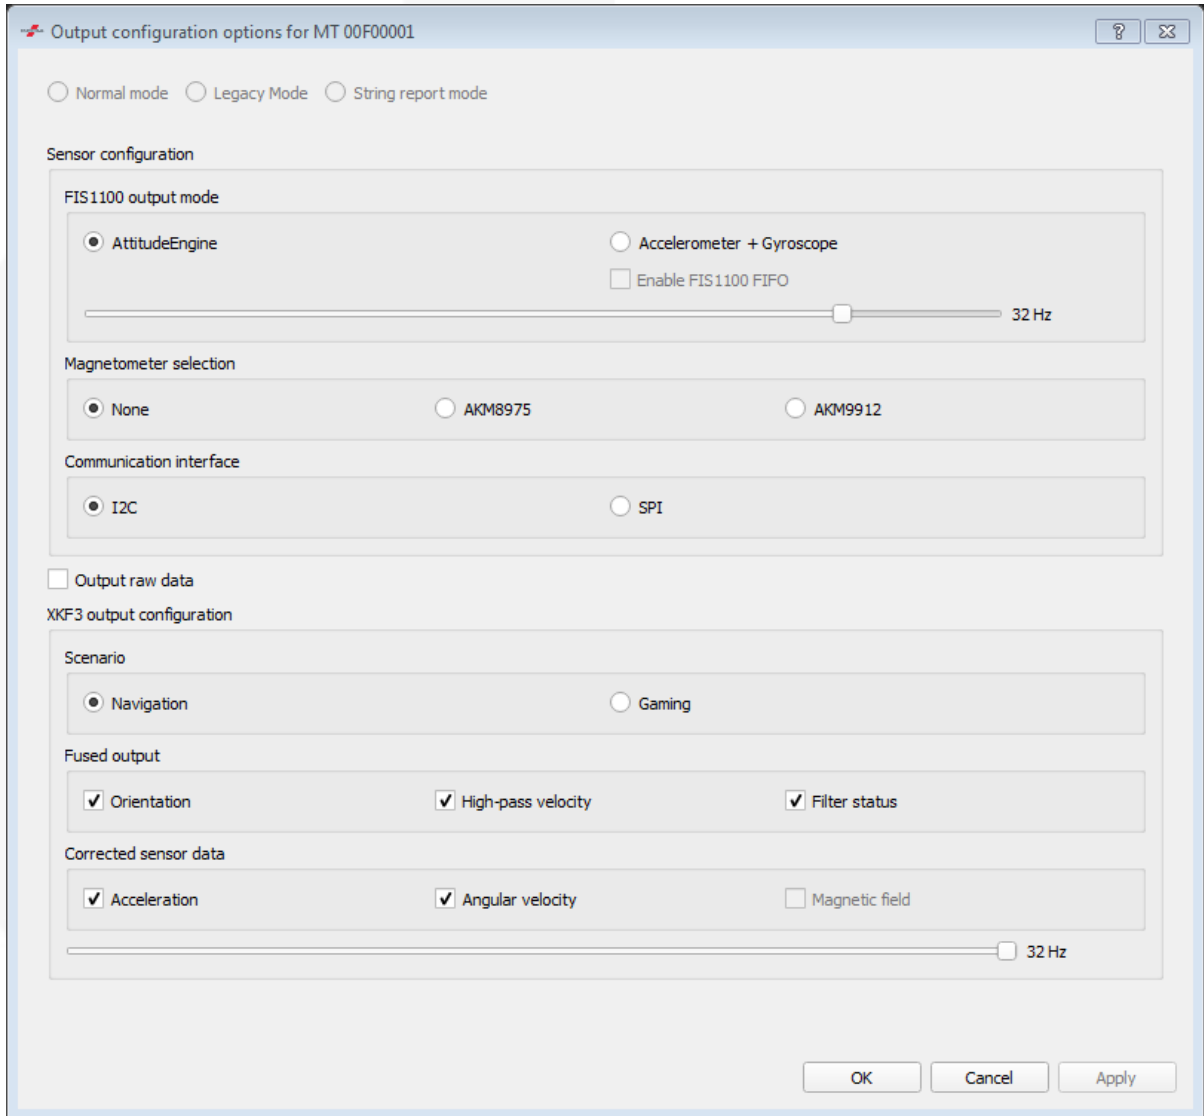 Output configuration options for MT 00F00001
Normal mode Legacy Mode String report mode
Sensor configuration
FIS1100 output mode
AttitudeEngine Accelerometer + Gyroscope
Enable FIS1100 FIFO
32 Hz
Magnetometer selection
None AKM8975 AKM9912
Communication interface
I2C SPI
Output raw data
XKF3 output configuration
Scenario
Navigation Gaming
Fused output
Orientation High-pass velocity Filter status
Corrected sensor data
Acceleration Angular velocity Magnetic field
32 Hz
OK Cancel Apply